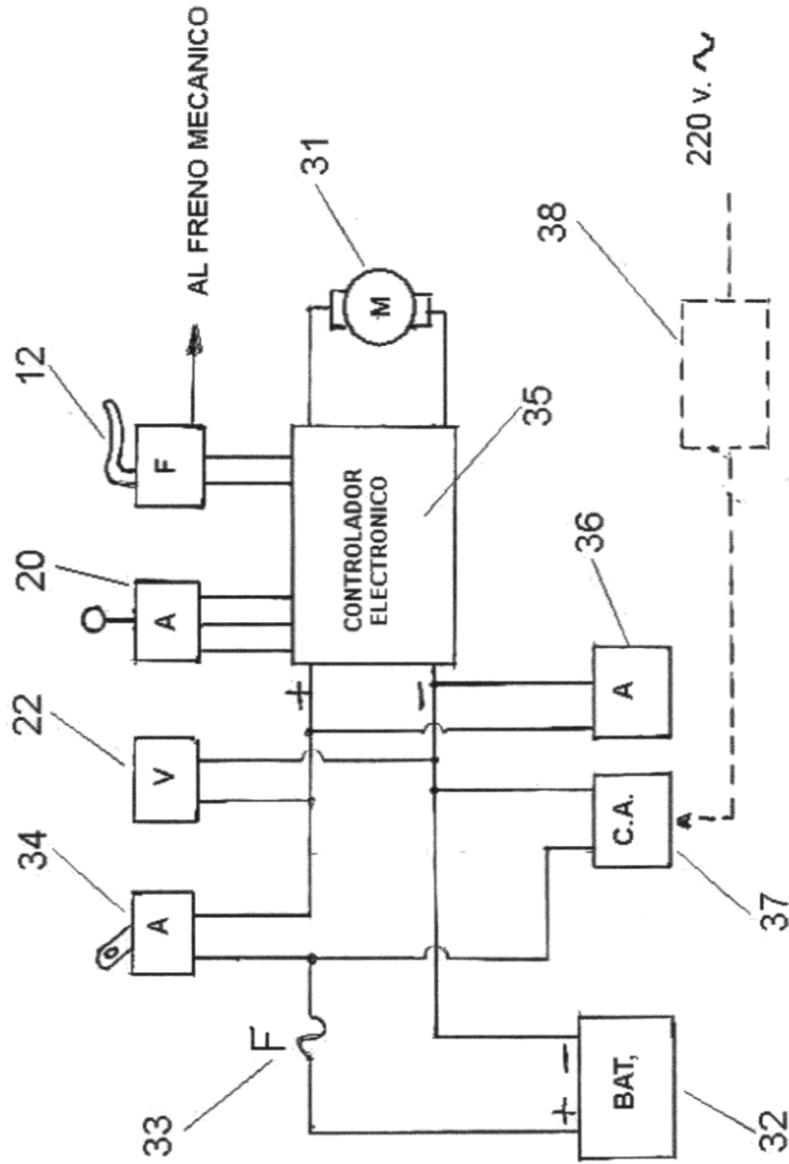 33
F
34
A
22
V
20
A
12
F
AL FRENO MECANICO
+
−
CONTROLADOR
ELECTRONICO
M
31
35
+
−
BAT,
32
C.A.
37
A
36
38
220 v. ~